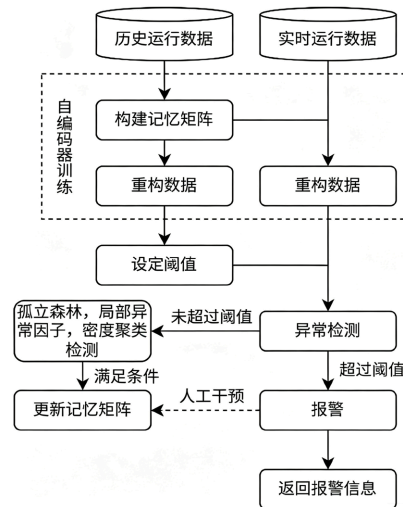 历史运行数据
实时运行数据
自编码器训练
构建记忆矩阵
重构数据
重构数据
设定阈值
孤立森林，局部异
常因子，密度聚类
检测
未超过阈值
异常检测
满足条件
超过阈值
更新记忆矩阵
人工干预
报警
返回报警信息